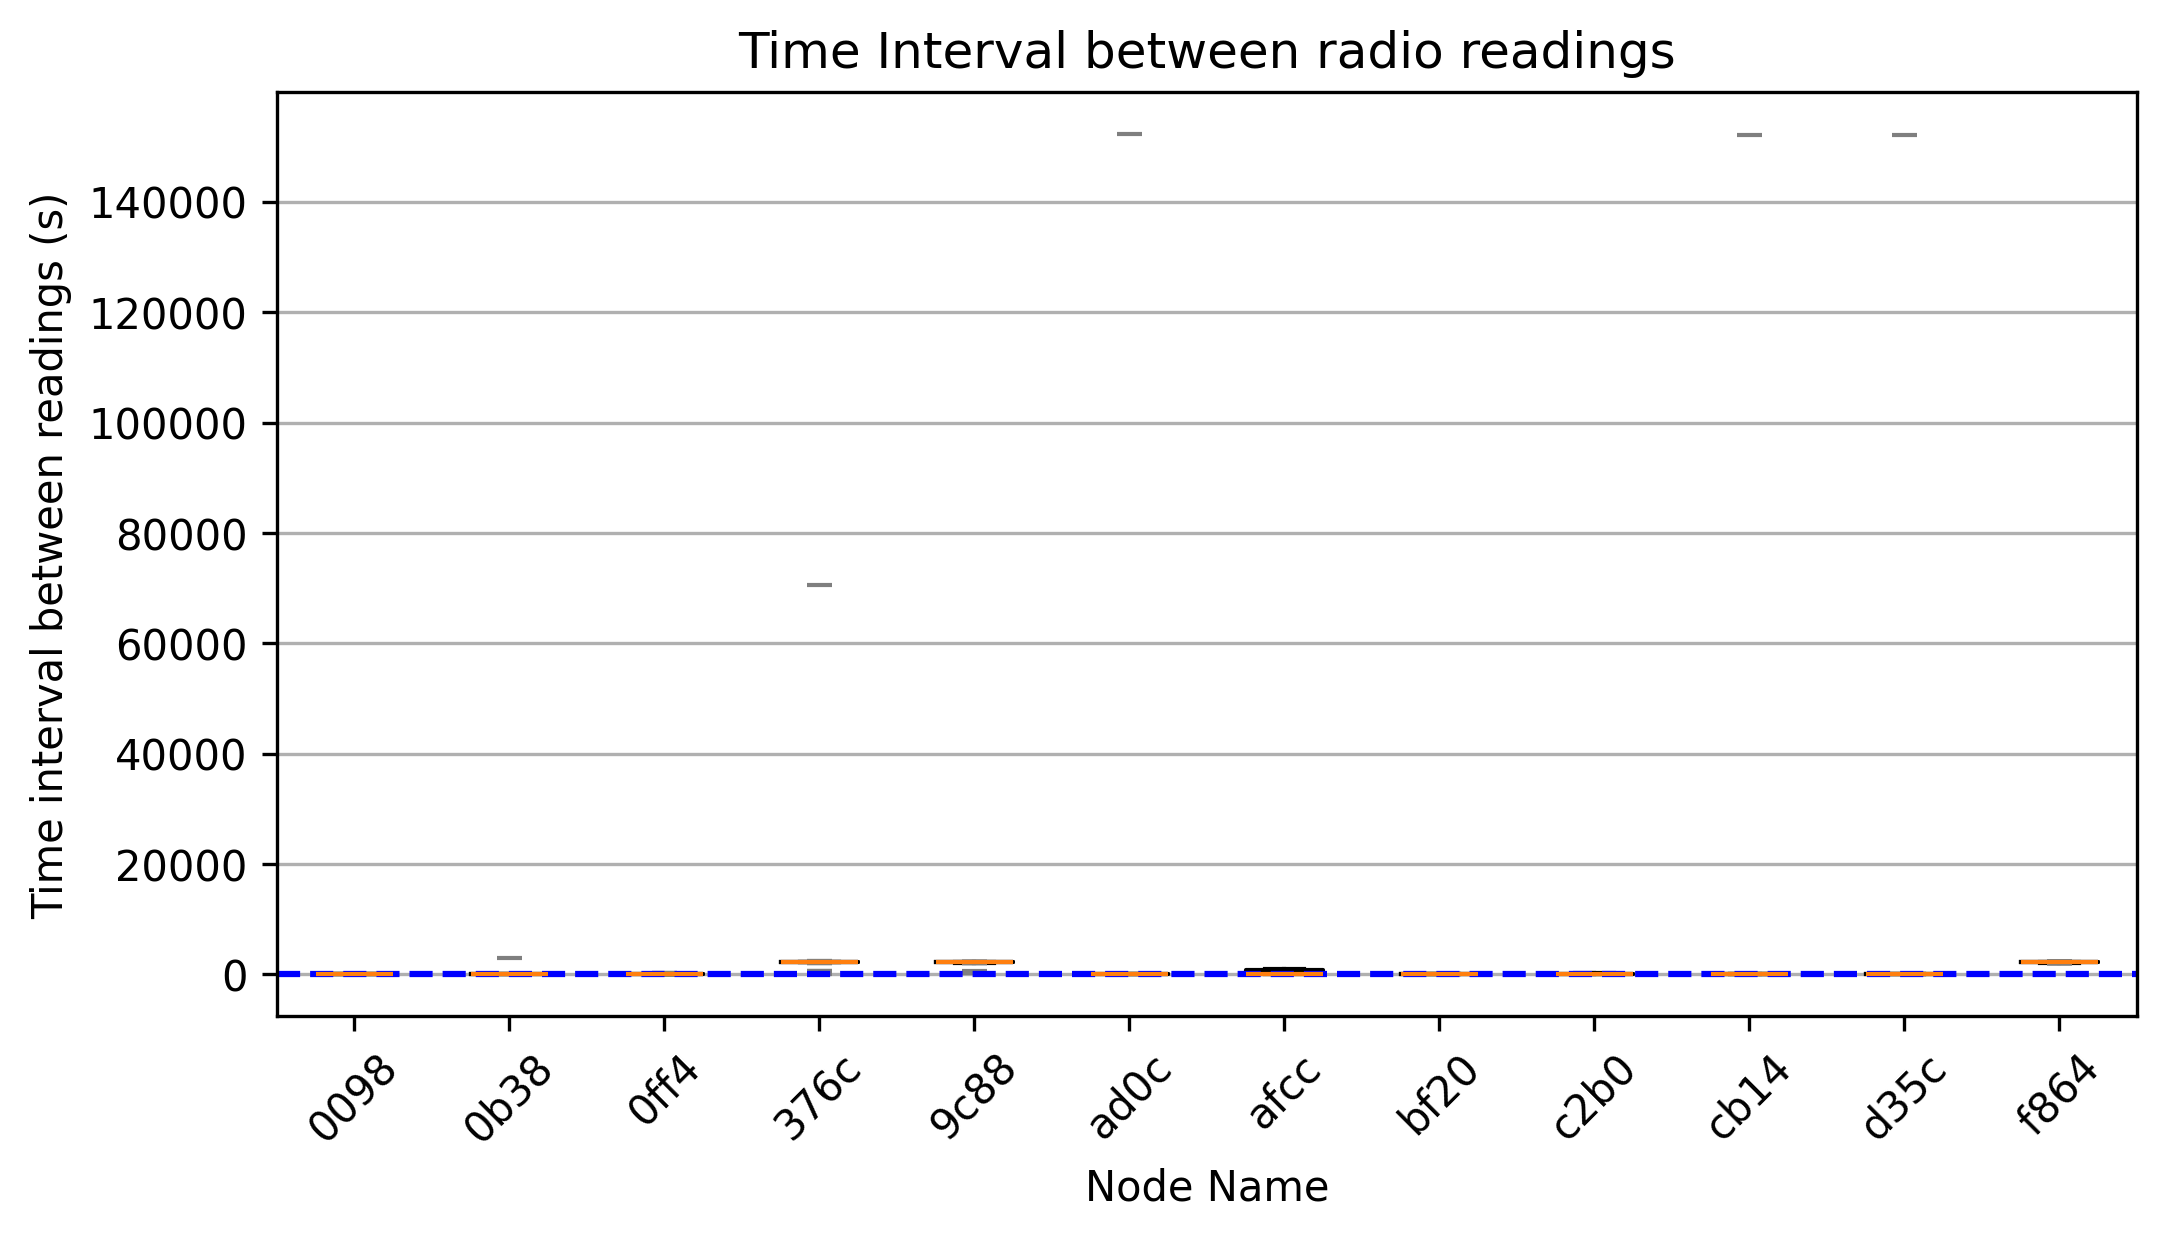 Time Interval between radio readings
Time interval between readings (s)
140000
120000
100000
80000
60000
40000
20000
0
0098
0b38
0ff4
376c
9c88
ad0c
afcc
bf20
c2b0
cb14
d35c
f864
Node Name